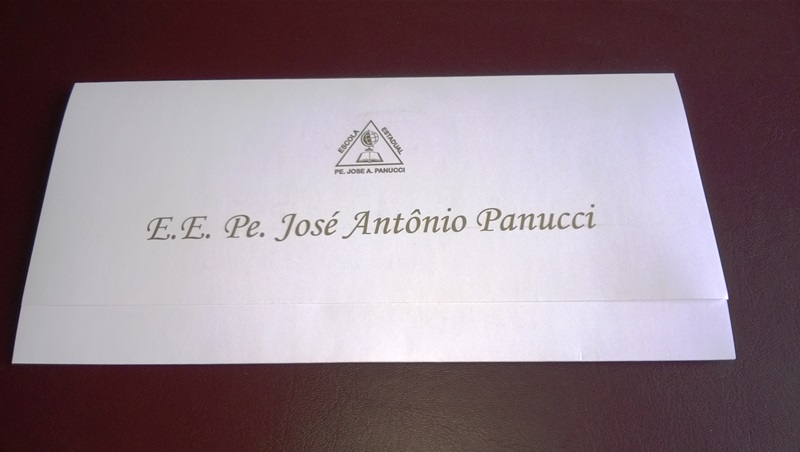 ESCOLA ESTADUAL
PE. JOSE A. PANUCCI
E.E. Pe. José Antônio Panucci